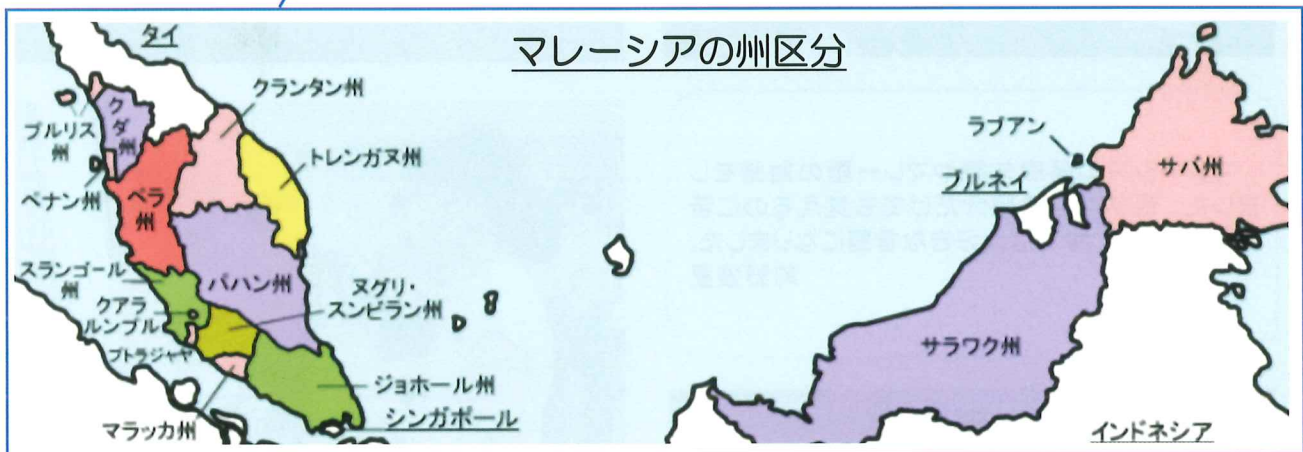 マレーシアの州区分
タイ
クランタン州
ク
ダ
州
プルリス
州
トレンガヌ州
ペナン州
ペラ
州
スランゴール
州
パハン州
クアラ
ルンプル
ヌグリ・
スンビラン州
プトラジャヤ
ジョホール州
シンガポール
マラッカ州
ラブアン
サバ州
ブルネイ
サラワク州
インドネシア